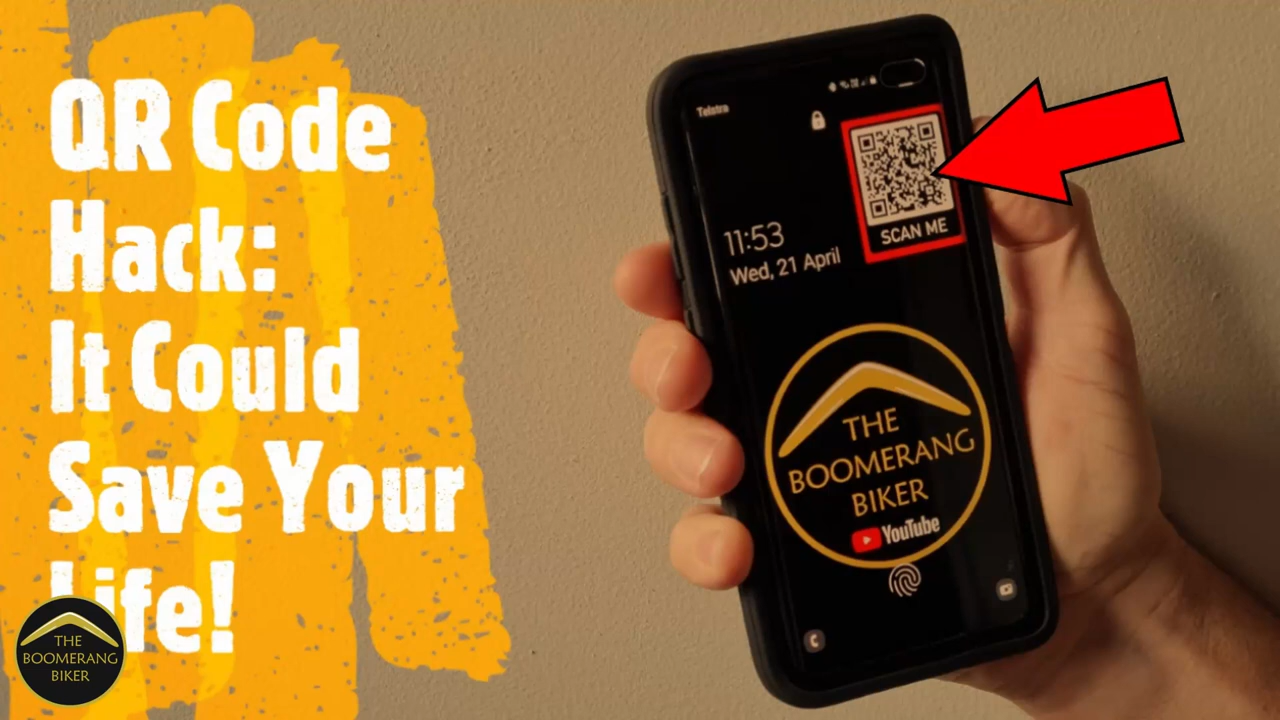 QR Code
Hack:
It Could
Save Your
Life!
THE
BOOMERANG
BIKER
Telstra
11:53
Wed, 21 April
SCAN ME
THE
BOOMERANG
BIKER
YouTube